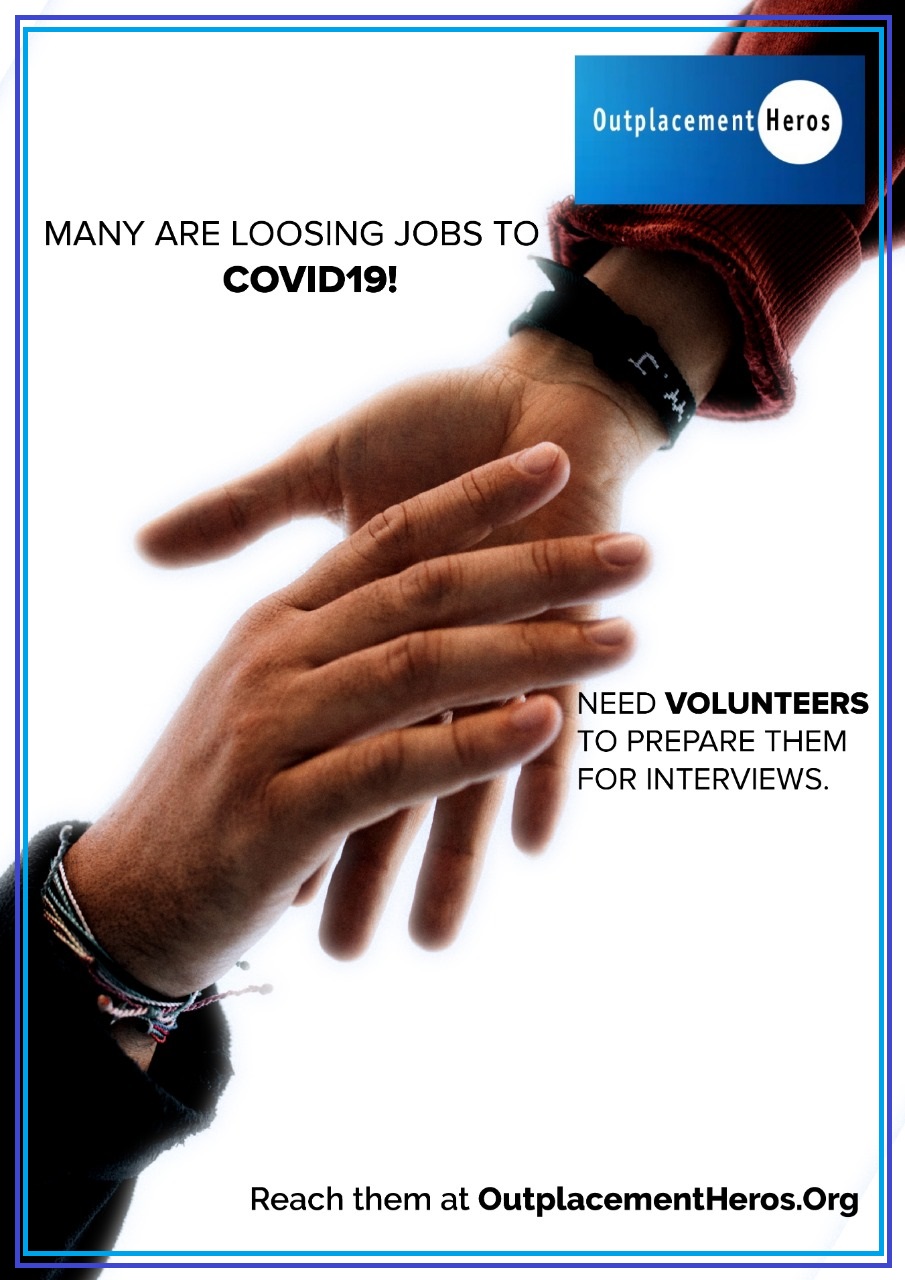 Outplacement Heros
MANY ARE LOOSING JOBS TO
COVID19!
NEED VOLUNTEERS
TO PREPARE THEM
FOR INTERVIEWS.
Reach them at OutplacementHeros.Org